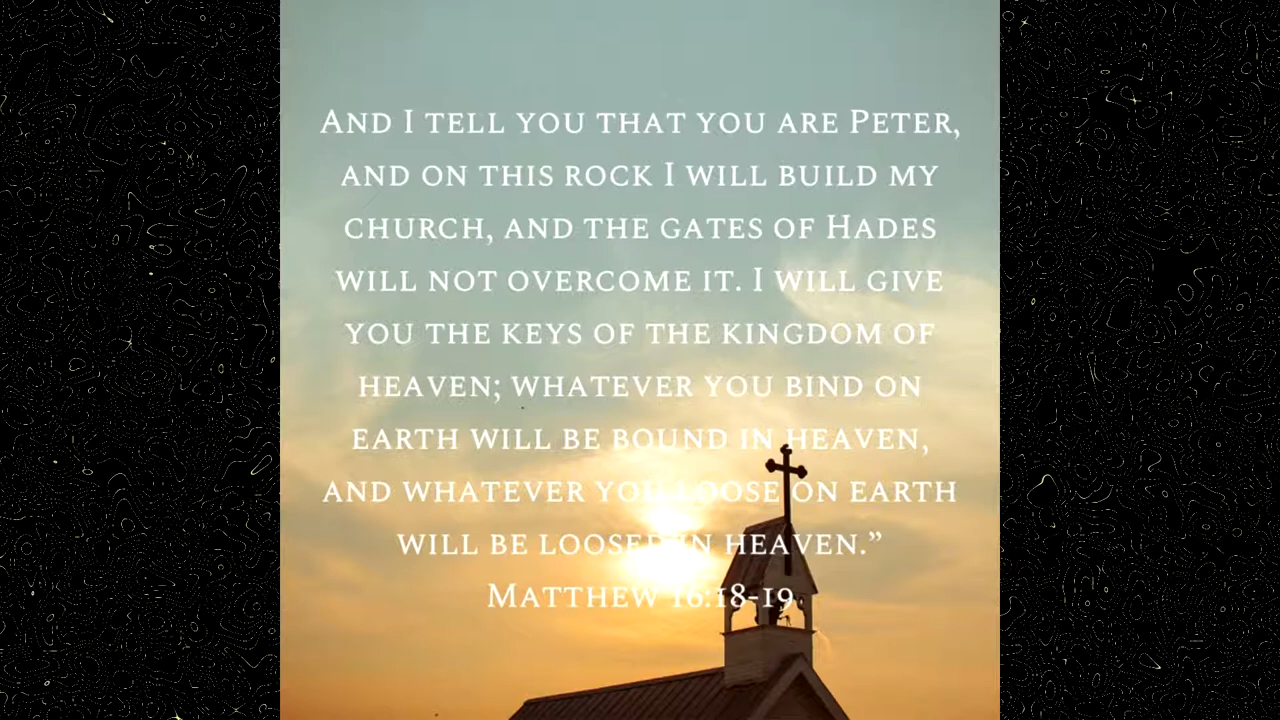 And I tell you that you are Peter,
and on this rock I will build my
church, and the gates of Hades
will not overcome it. I will give
you the keys of the kingdom of
heaven; whatever you bind on
earth will be bound in heaven,
and whatever you loose on earth
will be loosed in heaven.”
Matthew 16:18-19